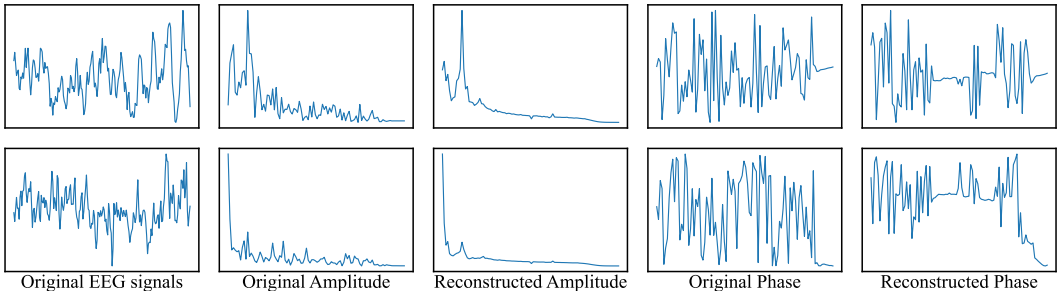 Original EEG signals
Original Amplitude
Reconstructed Amplitude
Original Phase
Reconstructed Phase